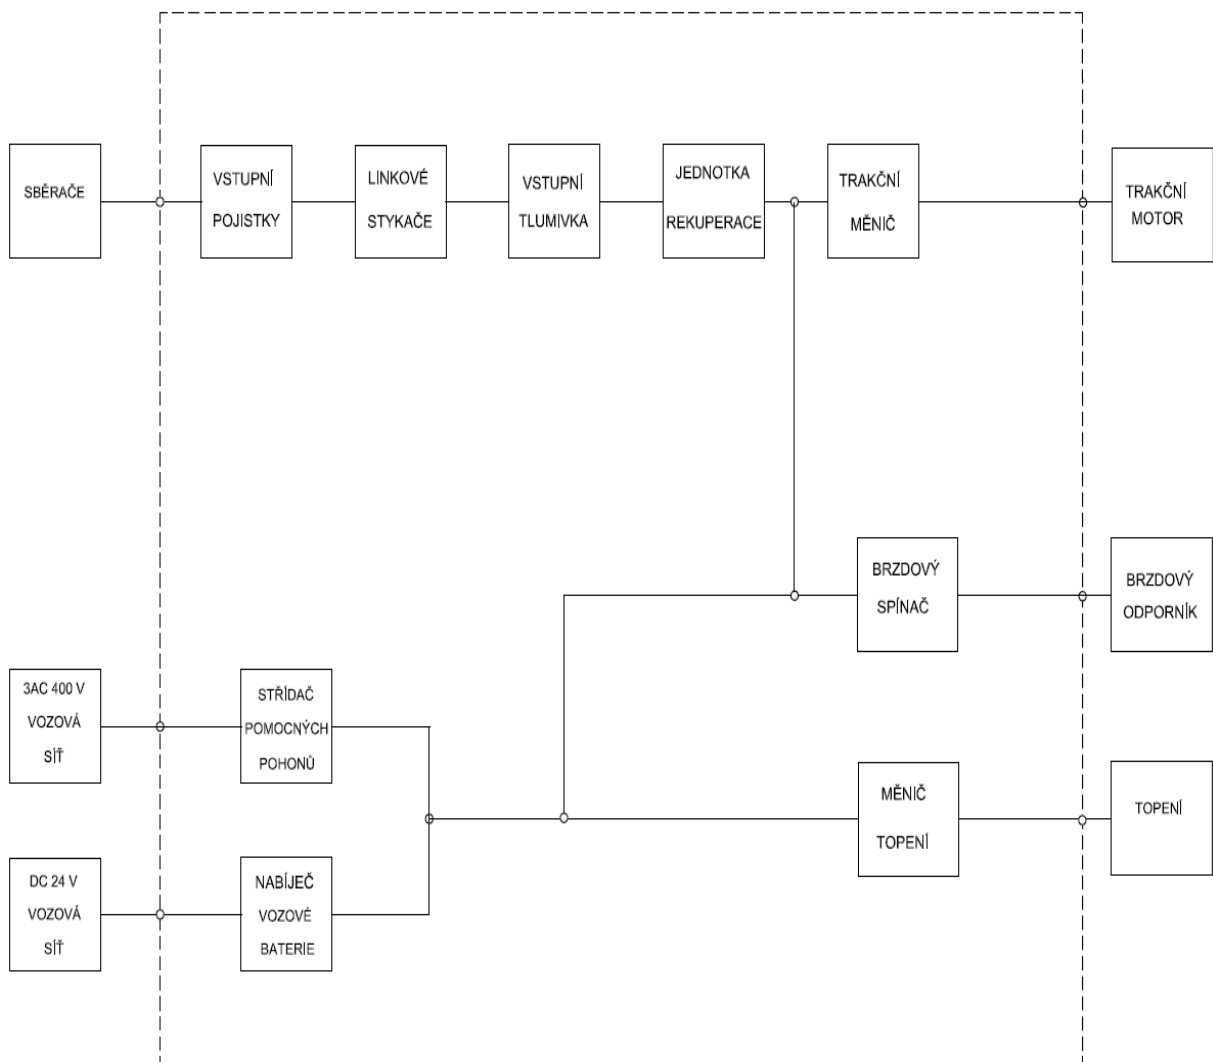 SBĚRAČE
VSTUPNÍ
POJISTKY
LINKOVÉ
STYKAČE
VSTUPNÍ
TLUMIVKA
JEDNOTKA
REKUPERACE
TRAKČNÍ
MĚNIČ
TRAKČNÍ
MOTOR
BRZDOVÝ
SPÍNAČ
BRZDOVÝ
ODPORNÍK
3AC 400 V
VOZOVÁ
SÍŤ
STŘÍDAČ
POMOCNÝCH
POHONŮ
MĚNIČ
TOPENÍ
TOPENÍ
DC 24 V
VOZOVÁ
SÍŤ
NABÍJEČ
VOZOVÉ
BATERIE